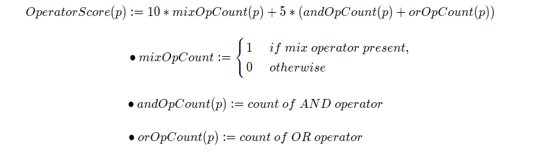 OperatorScore(p) := 10 * mixOpCount(p) + 5 * (andOpCount(p) + orOpCount(p))
• mixOpCount := { 1 if mix operator present,
0 otherwise
• andOpCount(p) := count of AND operator
• orOpCount(p) := count of OR operator